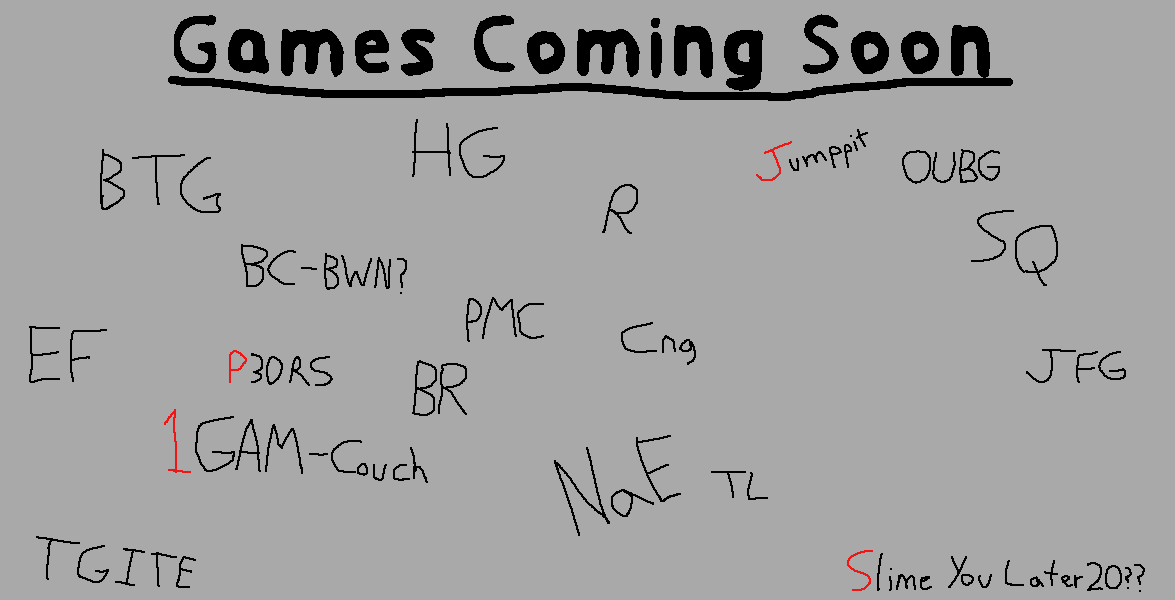 Games Coming Soon
HG
Jumppit
OUBG
BTG
R
SQ
BC-BWN?
PMC
Cng
EF
P30RS
BR
JFG
1GAM-Couch
NaE
TL
TGITE
Slime You Later20??